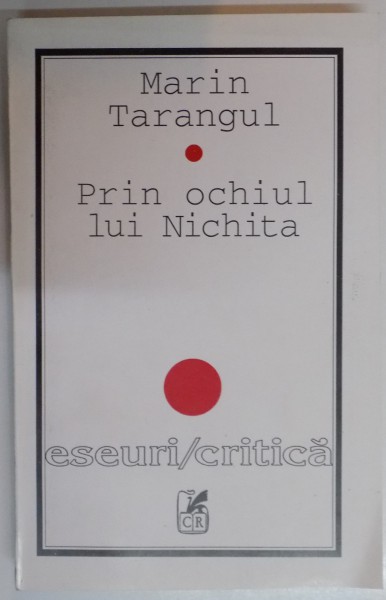 Marin
Tarangul
Prin ochiul
lui Nichita
eseuri/critică
CR